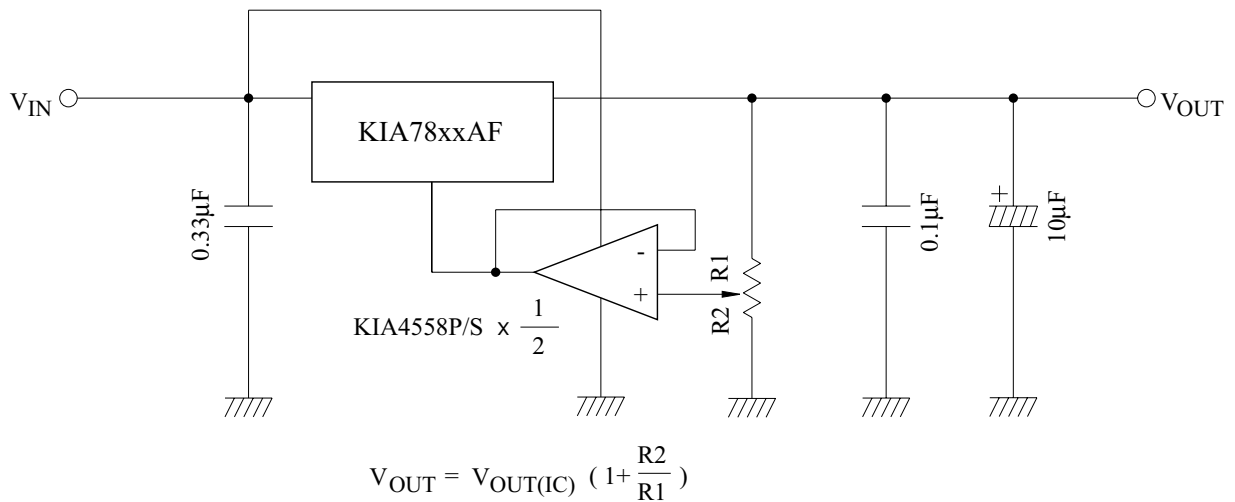 V_IN
KIA78xxAF
V_OUT
0.33μF
-
+
KIA4558P/S x 1/2
R1
R2
0.1μF
+
10μF
V_OUT = V_OUT(IC) (1+ R2/R1)